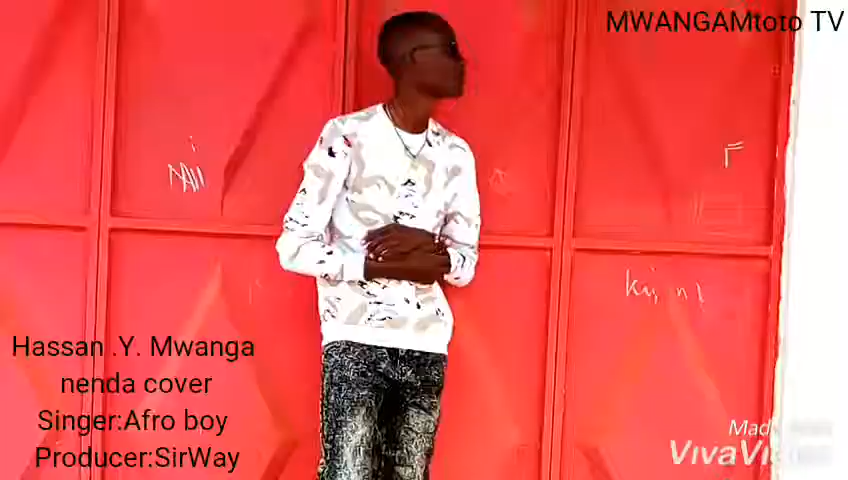 MWANGAMtoto TV
Hassan .Y. Mwanga
nenda cover
Singer:Afro boy
Producer:SirWay
VivaVi